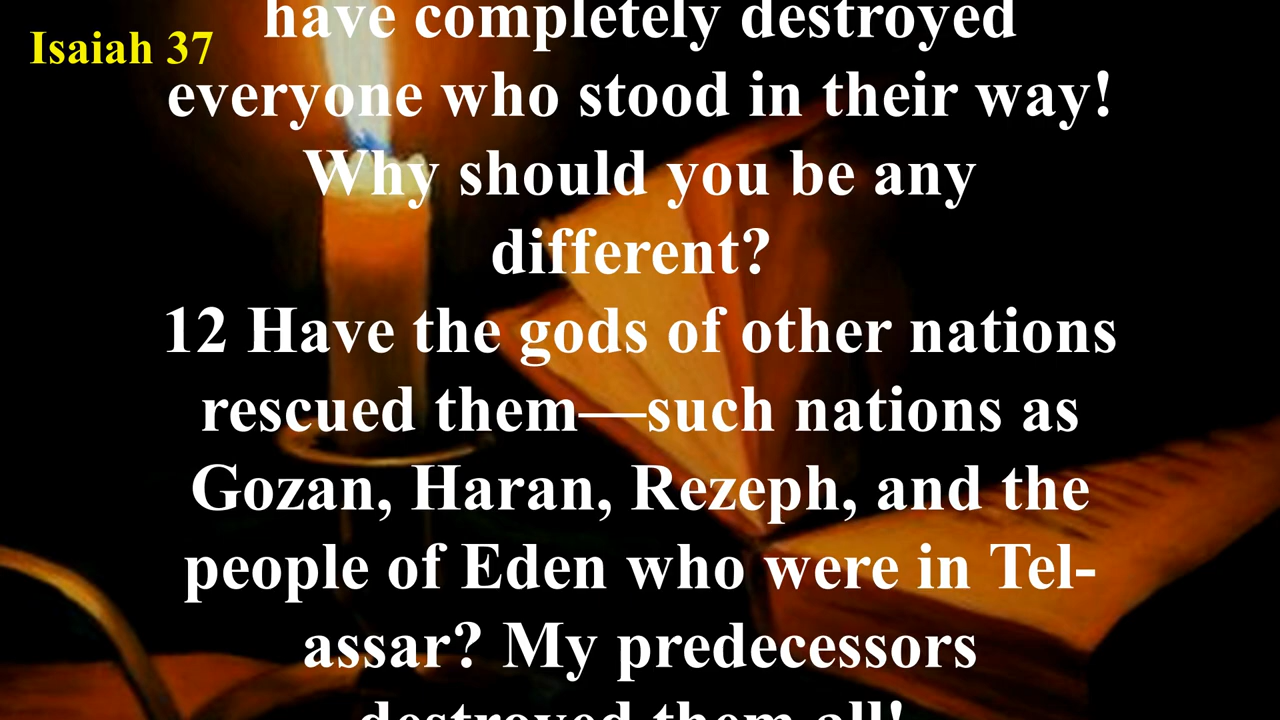 Isaiah 37
have completely destroyed
everyone who stood in their way!
Why should you be any
different?
12 Have the gods of other nations
rescued them—such nations as
Gozan, Haran, Rezeph, and the
people of Eden who were in Tel-
assar? My predecessors
destroyed them all!